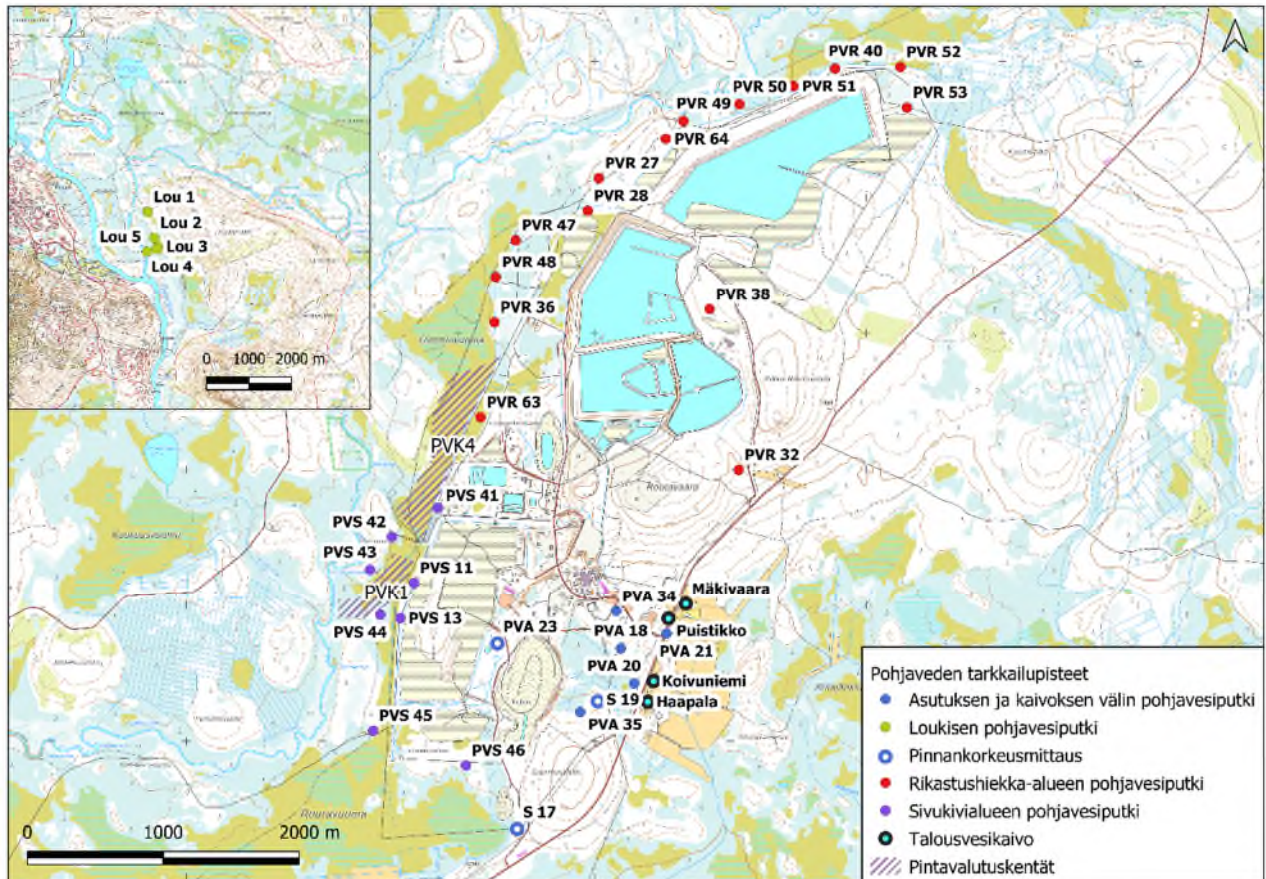 Lou 1
Lou 2
Lou 5
Lou 3
Lou 4
0 1000 2000 m
PVR 40
PVR 52
PVR 50
PVR 51
PVR 53
PVR 49
PVR 64
PVR 27
PVR 28
PVR 47
PVR 48
PVR 38
PVR 36
PVR 63
PVK4
PVR 32
Rouravaara
PVS 41
PVS 42
PVS 43
PVS 11
PVK1
PVS 13
PVS 44
Mäkivaara
PVA 34
PVA 23
PVA 18
Puistikko
PVA 21
PVA 20
Koivuniemi
S 19
Haapala
PVA 35
PVS 45
PVS 46
Rouravuoma
S 17
0 1000 2000 m
Pohjaveden tarkkailupisteet
Asutuksen ja kaivoksen välin pohjavesiputki
Loukisen pohjavesiputki
Pinnankorkeusmittaus
Rikastushiekka-alueen pohjavesiputki
Sivukivialueen pohjavesiputki
Talousvesikaivo
Pintavalutuskentät